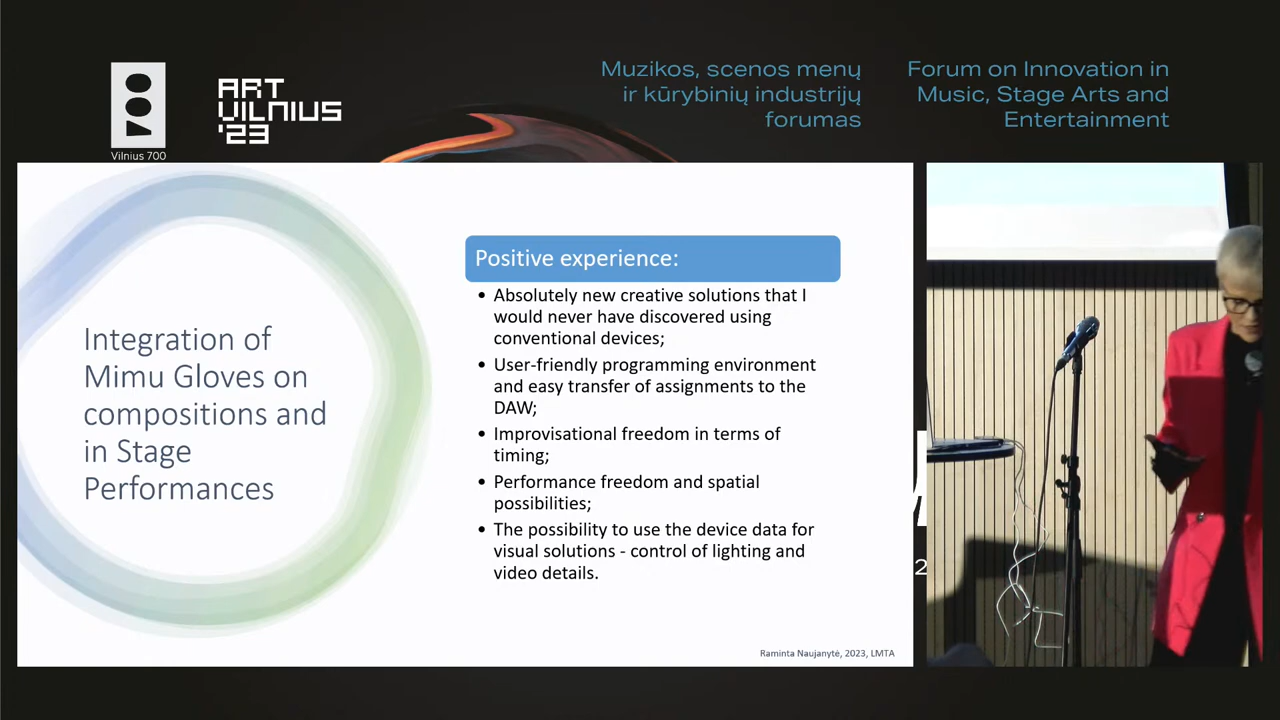 Vilnius 700
ART
VILNIUS
'23
Muzikos, scenos menų
ir kūrybinių industrijų
forumas
Forum on Innovation in
Music, Stage Arts and
Entertainment
Integration of
Mimu Gloves on
compositions and
in Stage
Performances
Positive experience:
• Absolutely new creative solutions that I
would never have discovered using
conventional devices;
• User-friendly programming environment
and easy transfer of assignments to the
DAW;
• Improvisational freedom in terms of
timing;
• Performance freedom and spatial
possibilities;
• The possibility to use the device data for
visual solutions - control of lighting and
video details.
Raminta Naujanytė, 2023, LMTA